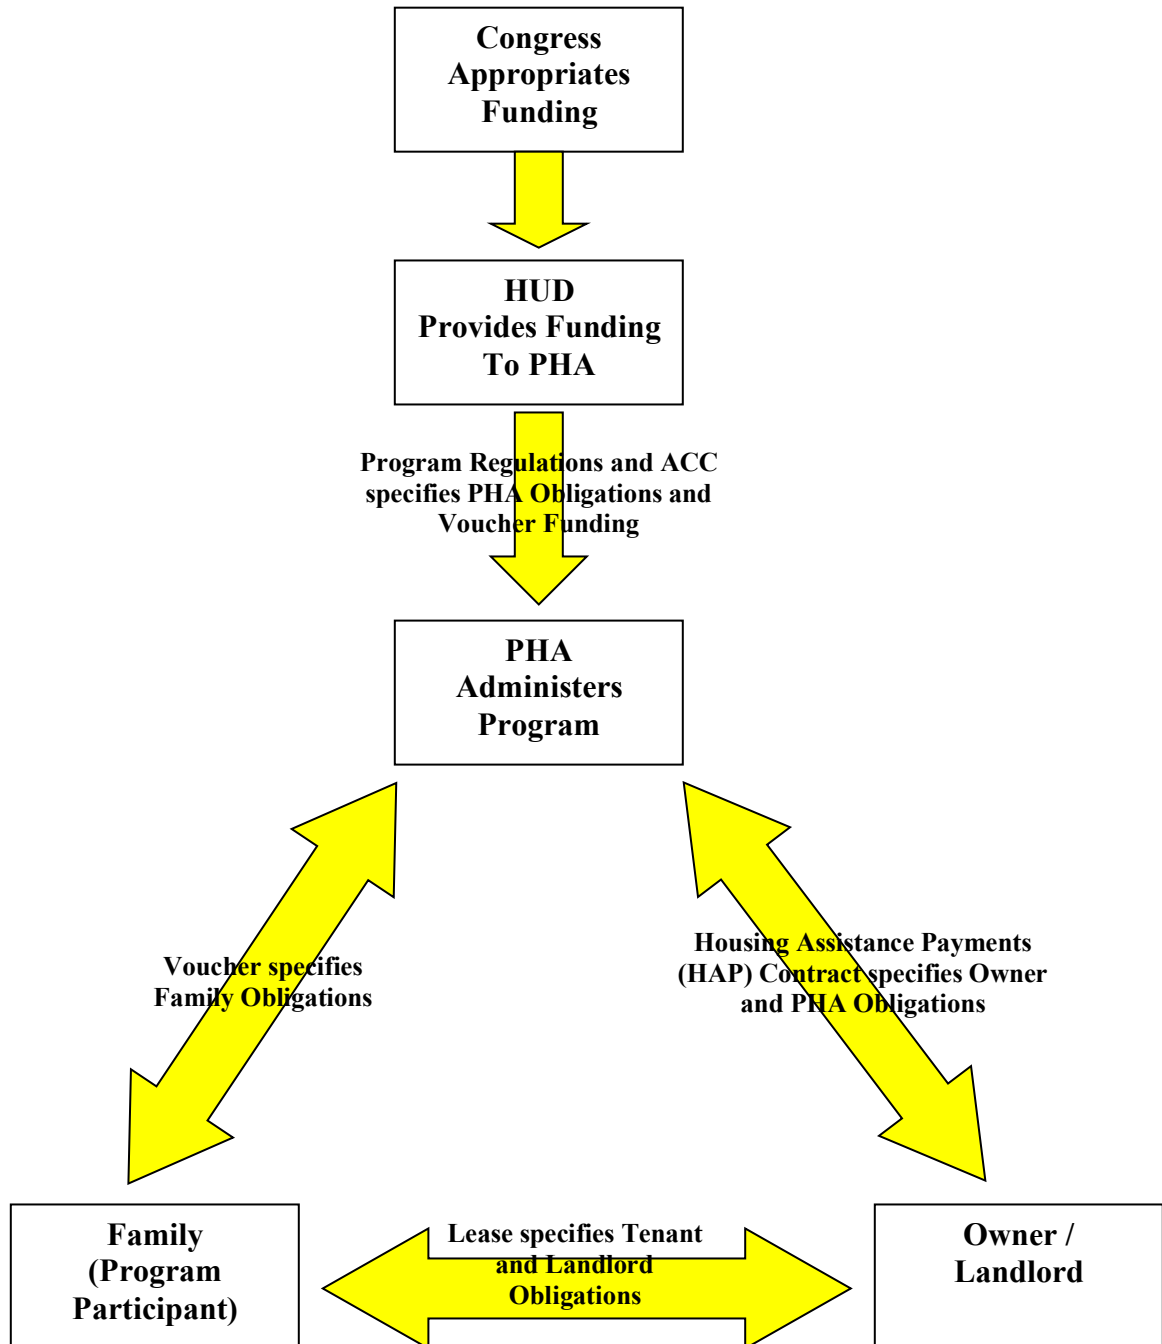 Congress
Appropriates
Funding
HUD
Provides Funding
To PHA
Program Regulations and ACC
specifies PHA Obligations and
Voucher Funding
PHA
Administers
Program
Voucher specifies
Family Obligations
Housing Assistance Payments
(HAP) Contract specifies Owner
and PHA Obligations
Family
(Program
Participant)
Lease specifies Tenant
and Landlord
Obligations
Owner /
Landlord